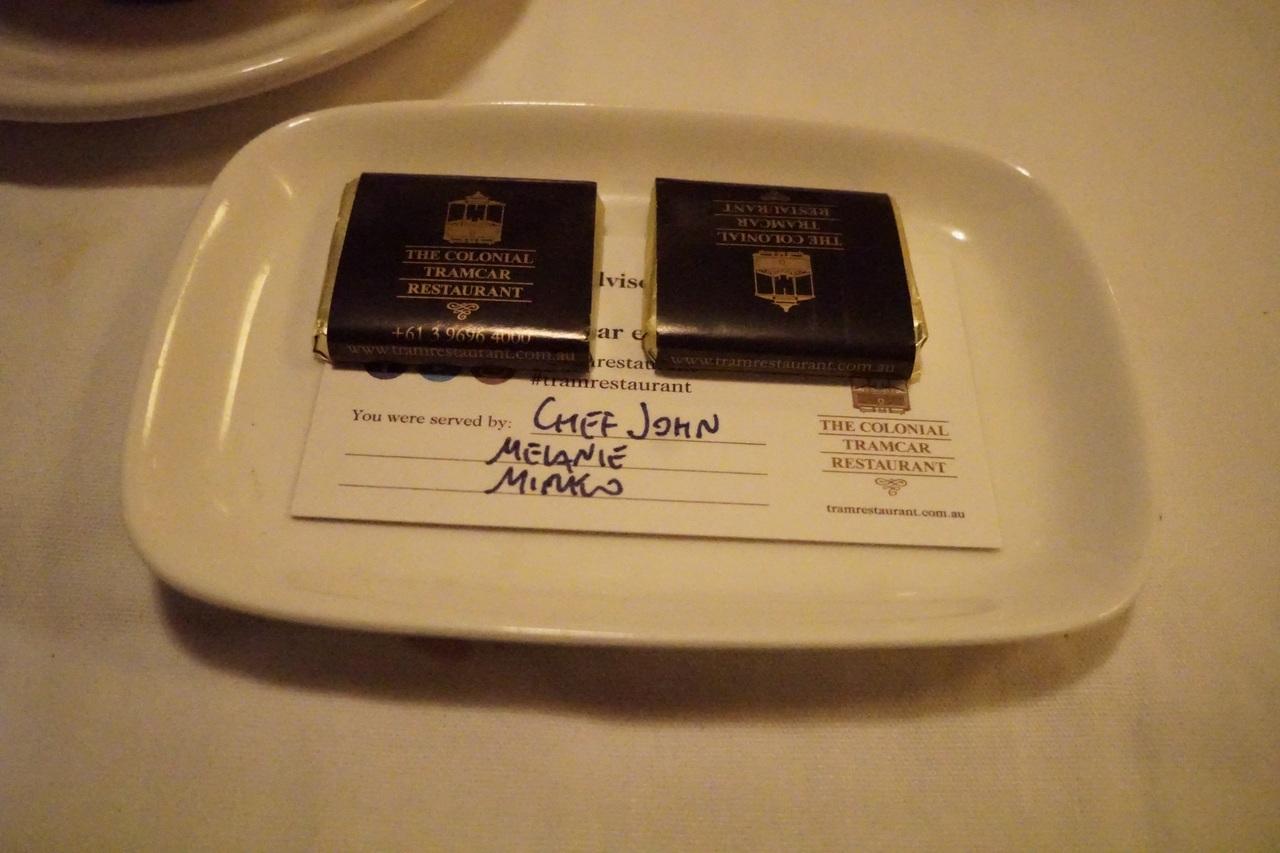 THE COLONIAL
TRAMCAR
RESTAURANT
+61 3 9696 4000
www.tramrestaurant.com.au
THE COLONIAL
TRAMCAR
RESTAURANT
www.tramrestaurant.com.au
#tramrestaurant
You were served by: CHEF JOHN
MELANIE
THE COLONIAL
TRAMCAR
RESTAURANT
tramrestaurant.com.au